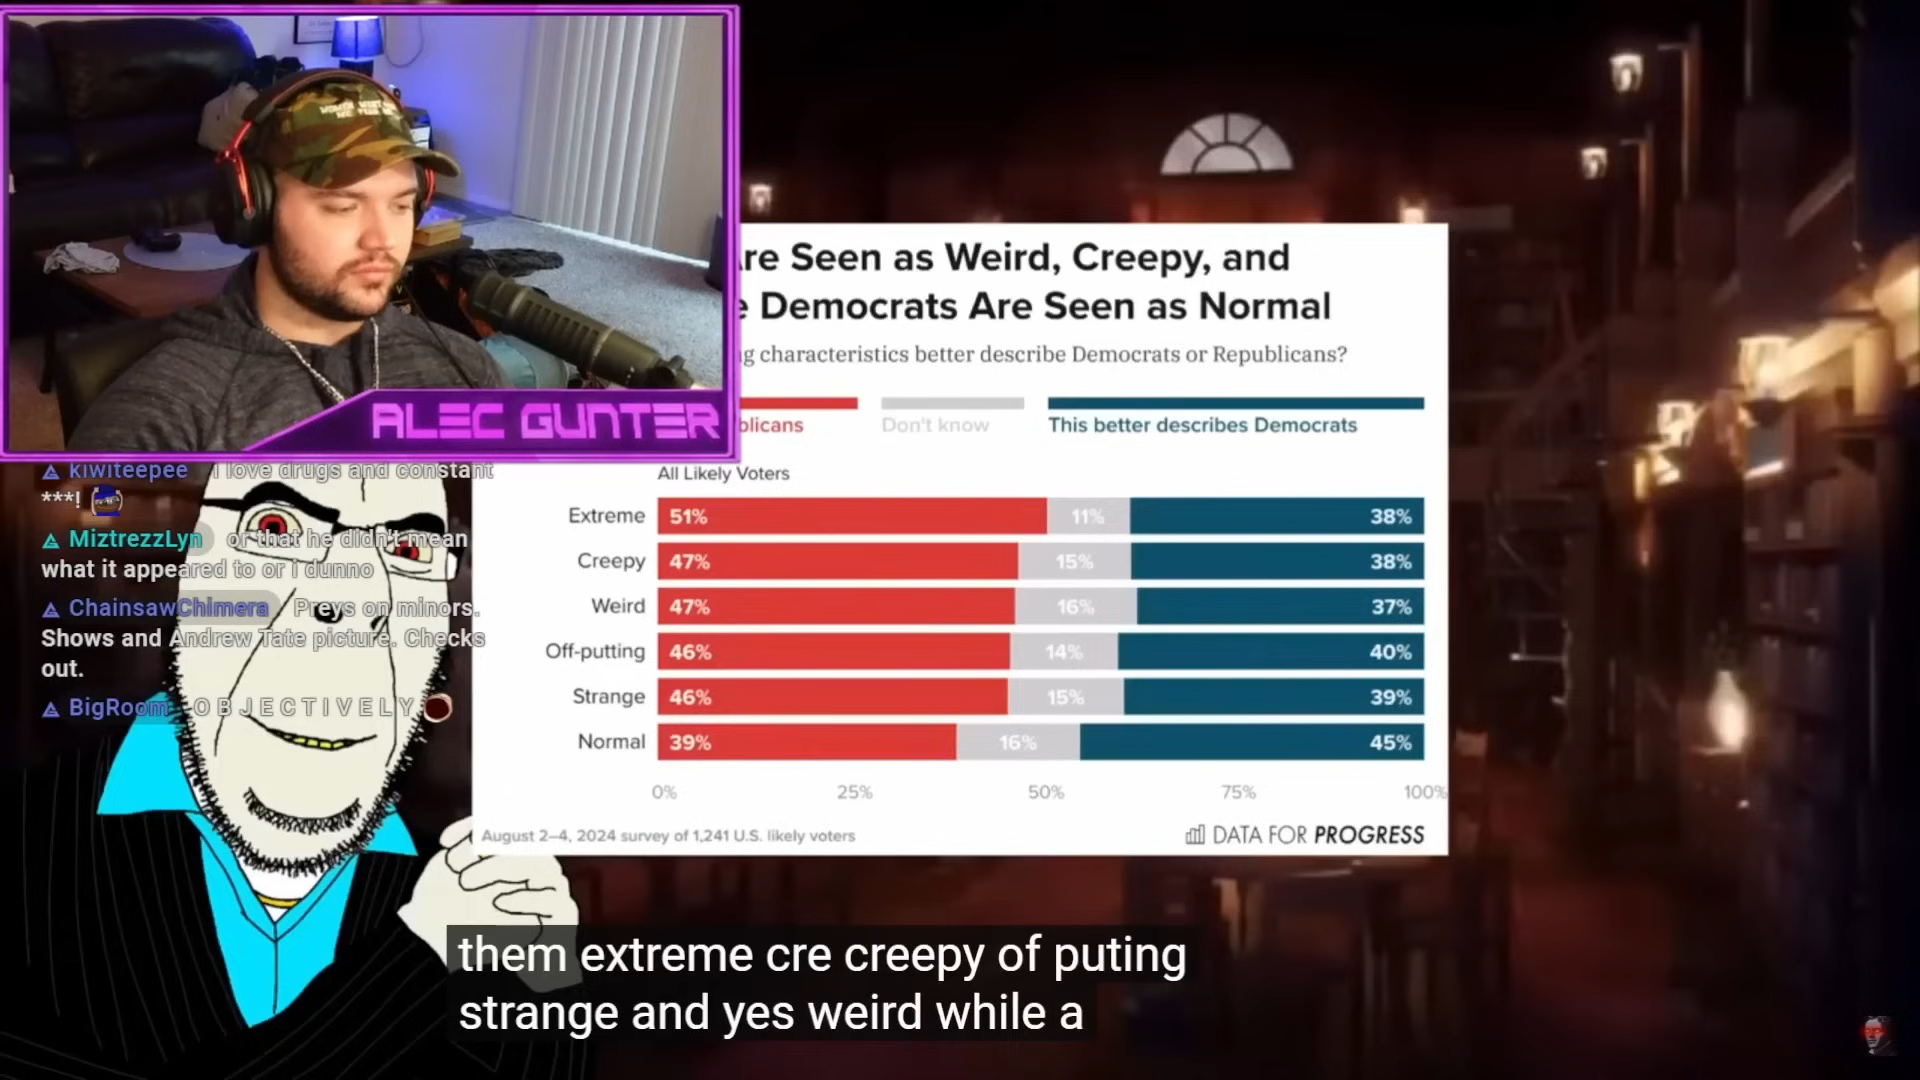 ALEC GUNTER
are Seen as Weird, Creepy, and
e Democrats Are Seen as Normal
g characteristics better describe Democrats or Republicans?
blicans
Don't know
This better describes Democrats
All Likely Voters
Extreme 51% 11% 38%
Creepy 47% 15% 38%
Weird 47% 16% 37%
Off-putting 46% 14% 40%
Strange 46% 15% 39%
Normal 39% 16% 45%
0% 25% 50% 75% 100%
August 2–4, 2024 survey of 1,241 U.S. likely voters
DATA FOR PROGRESS
kiwiteepee I love drugs and constant
***!
MiztrezzLyn or that he didn't mean
what it appeared to or i dunno
ChainsawChimera Preys on minors.
Shows and Andrew Tate picture. Checks
out.
BigRoom O B J E C T I V E L Y
them extreme cre creepy of puting
strange and yes weird while a